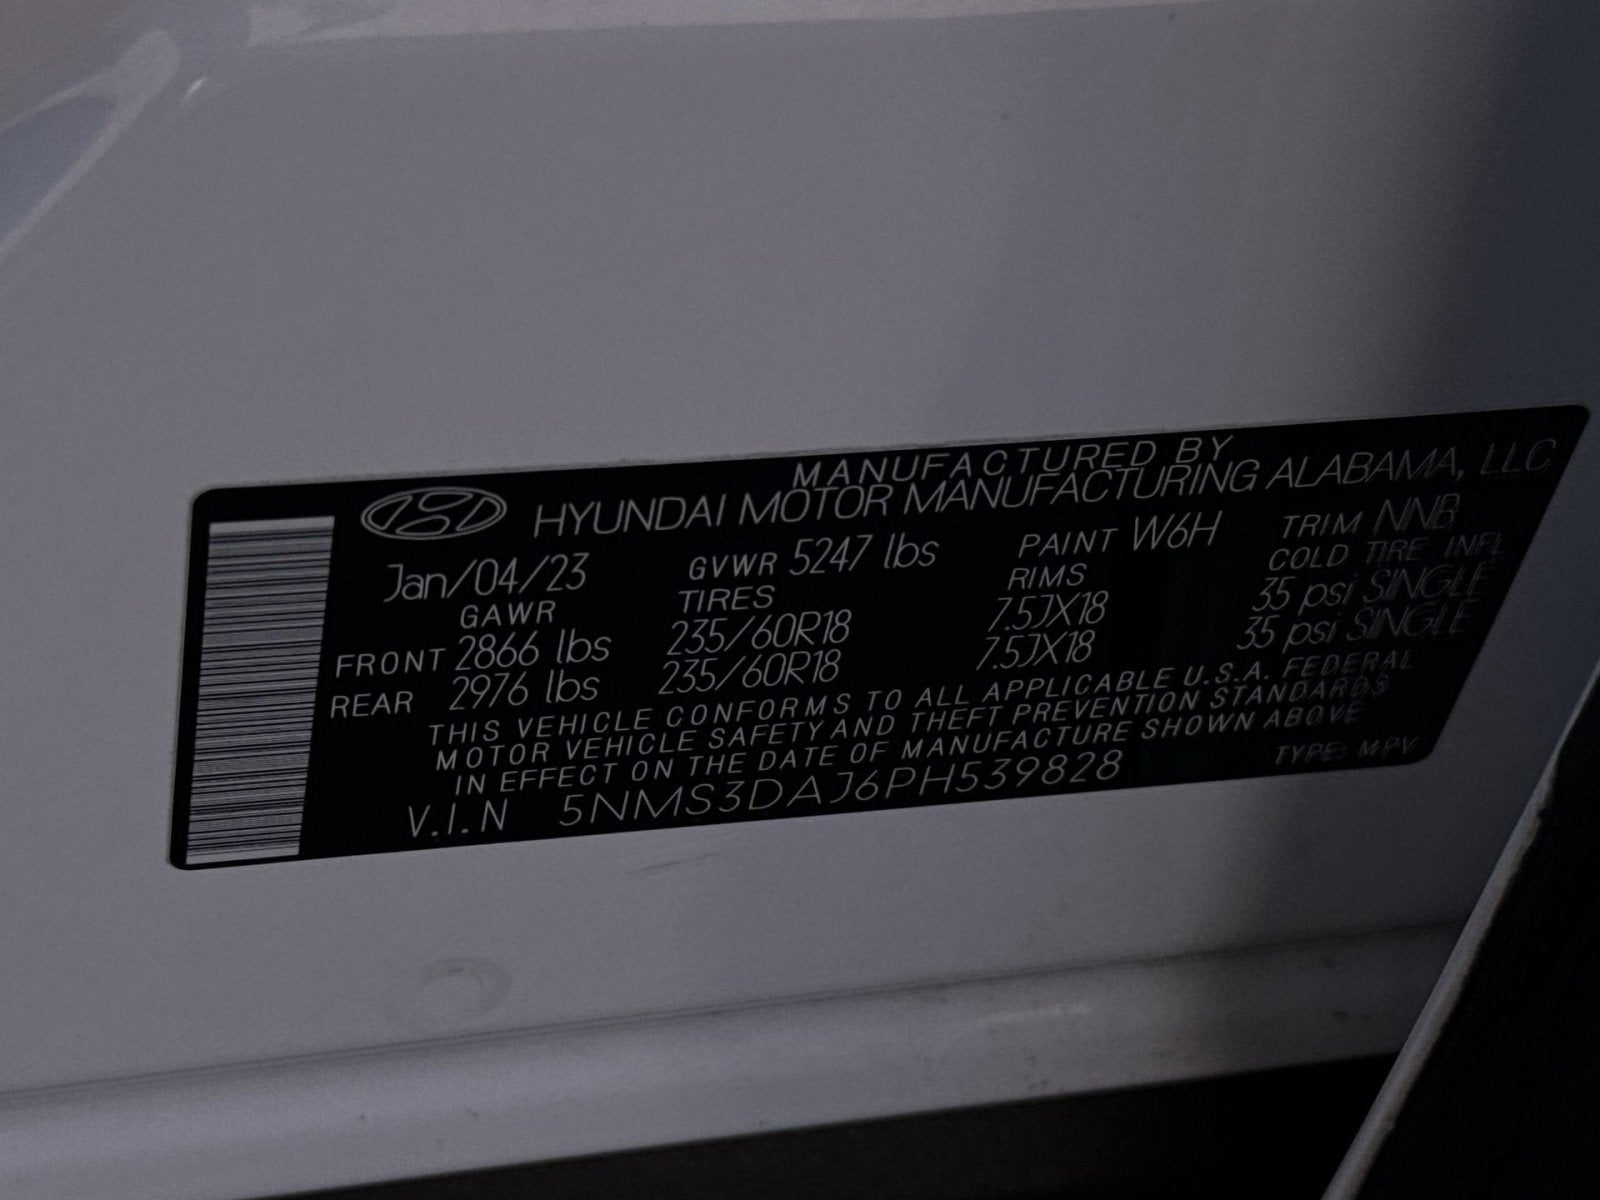 MANUFACTURED BY
HYUNDAI MOTOR MANUFACTURING ALABAMA, LLC
Jan/04/23 GVWR 5247 lbs PAINT W6H TRIM NNB
GAWR TIRES RIMS COLD TIRE INFL
FRONT 2866 lbs 235/60R18 7.5JX18 35 psi SINGLE
REAR 2976 lbs 235/60R18 7.5JX18 35 psi SINGLE
THIS VEHICLE CONFORMS TO ALL APPLICABLE U.S.A. FEDERAL
MOTOR VEHICLE SAFETY AND THEFT PREVENTION STANDARDS
IN EFFECT ON THE DATE OF MANUFACTURE SHOWN ABOVE
V.I.N 5NMS3DAJ6PH539828 TYPE: MPV